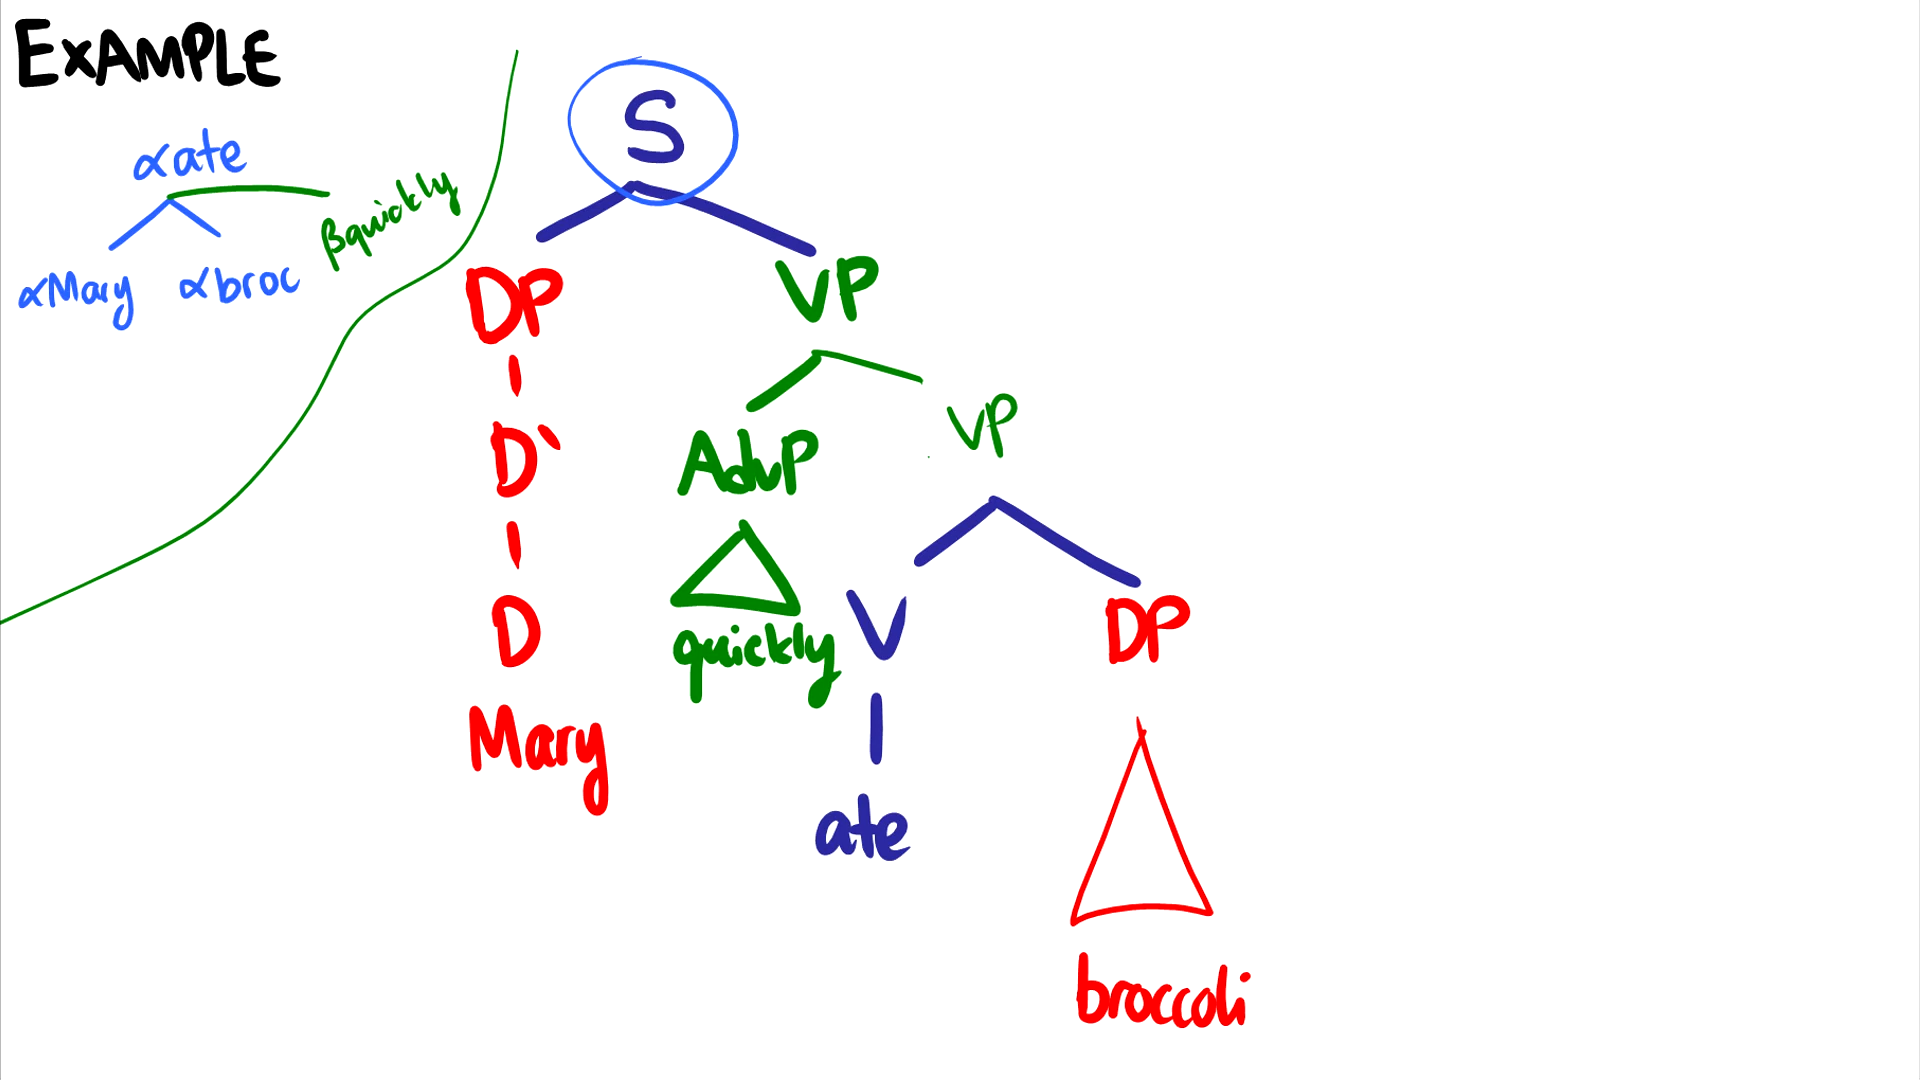 EXAMPLE
αate
αMary αbroc βquickly
S
DP VP
D' AdvP VP
D quickly V DP
Mary ate
broccoli